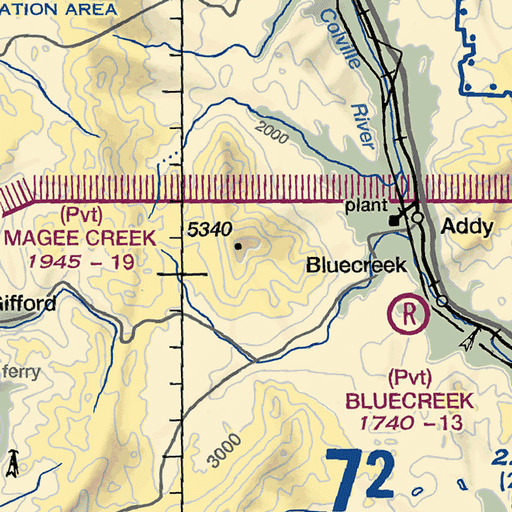 ATION AREA
Colville
River
2000
plant
(Pvt)
MAGEE CREEK
1945 - 19
5340
Addy
Bluecreek
Gifford
R
ferry
(Pvt)
BLUECREEK
1740 - 13
3000
72